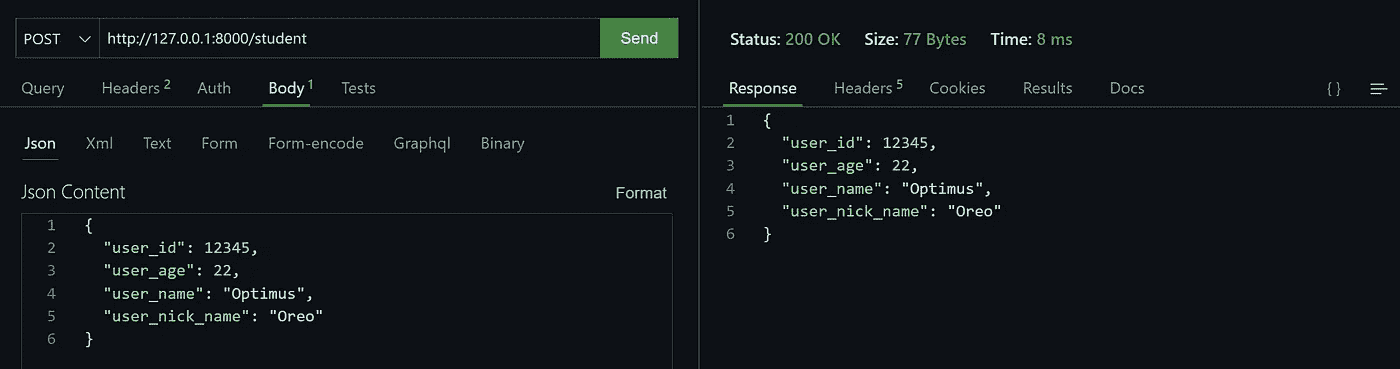 POST http://127.0.0.1:8000/student Send
Query Headers 2 Auth Body 1 Tests
Json Xml Text Form Form-encode Graphql Binary
Json Content Format
1 {
2 "user_id": 12345,
3 "user_age": 22,
4 "user_name": "Optimus",
5 "user_nick_name": "Oreo"
6 }
Status: 200 OK Size: 77 Bytes Time: 8 ms
Response Headers 5 Cookies Results Docs { }
1 {
2 "user_id": 12345,
3 "user_age": 22,
4 "user_name": "Optimus",
5 "user_nick_name": "Oreo"
6 }